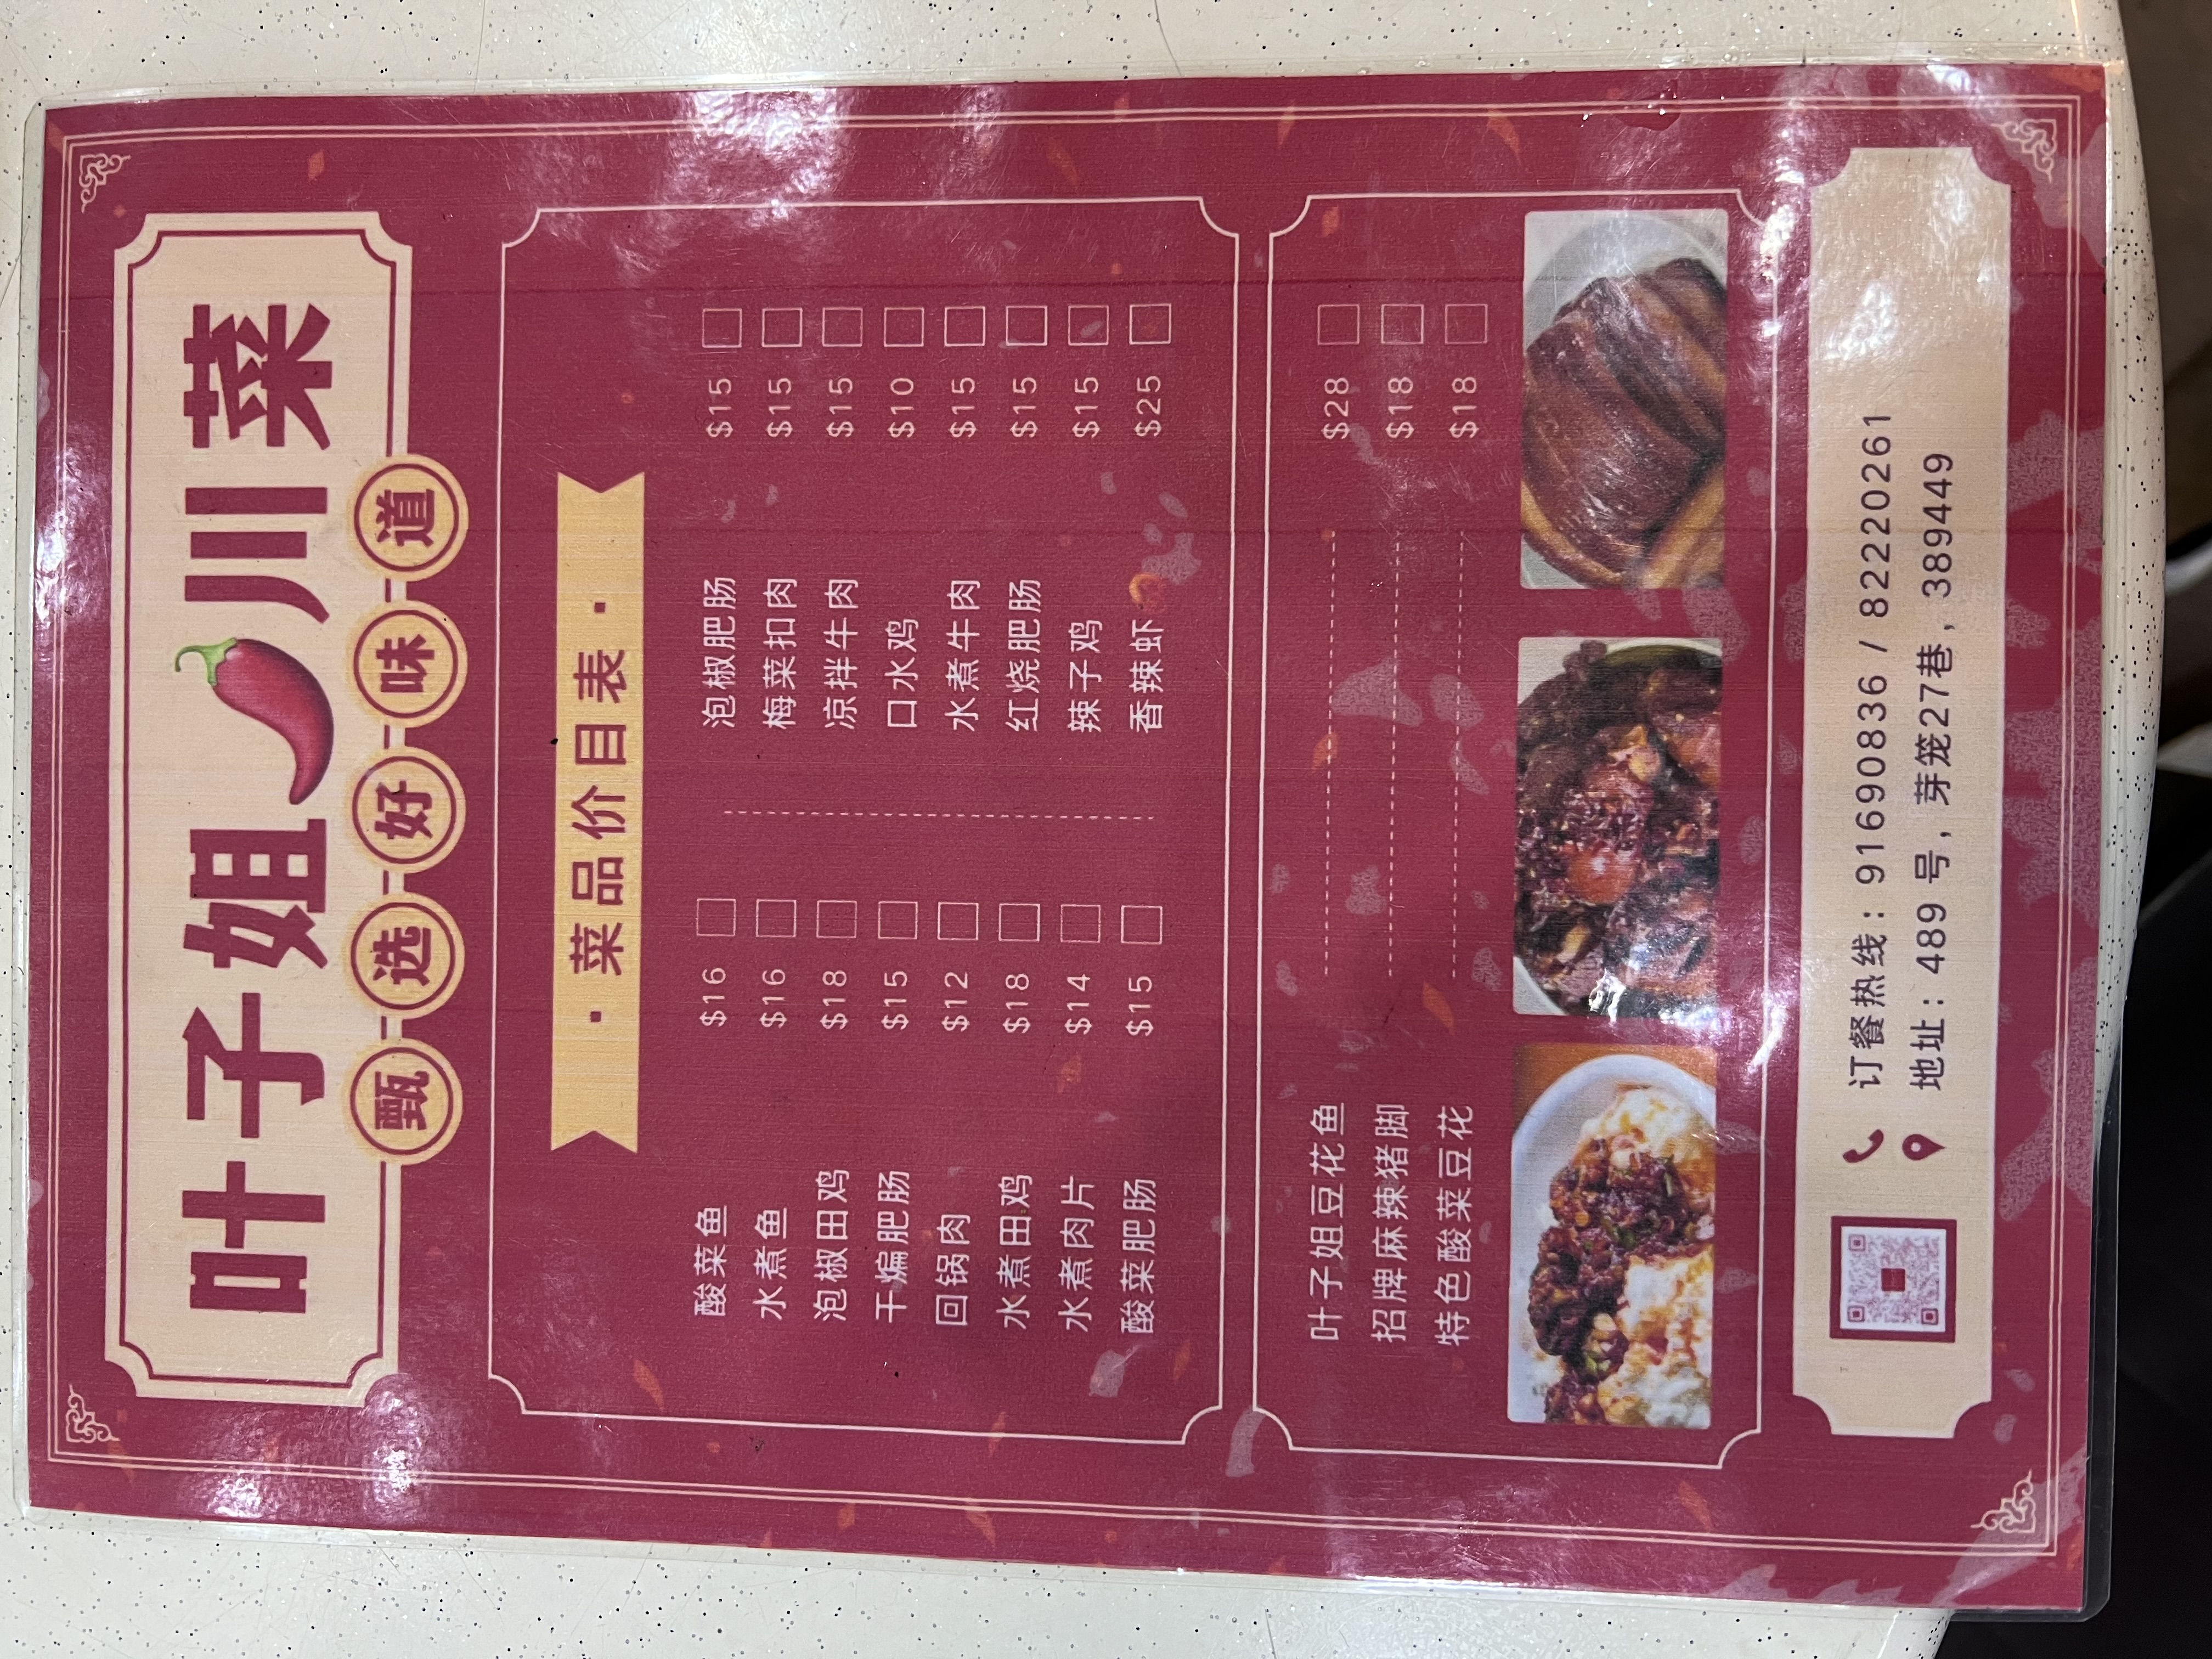 叶子姐川菜
甄选好味道
·菜品价目表·
酸菜鱼 $16
水煮鱼 $16
泡椒田鸡 $18
干煸肥肠 $15
回锅肉 $12
水煮田鸡 $18
水煮肉片 $14
酸菜肥肠 $15
泡椒肥肠 $15
梅菜扣肉 $15
凉拌牛肉 $15
口水鸡 $10
水煮牛肉 $15
红烧肥肠 $15
辣子鸡 $15
香辣虾 $25
叶子姐豆花鱼 $28
招牌麻辣猪脚 $18
特色酸菜豆花 $18
订餐热线：91690836 / 82220261
地址：489 号，芽笼27巷，389449